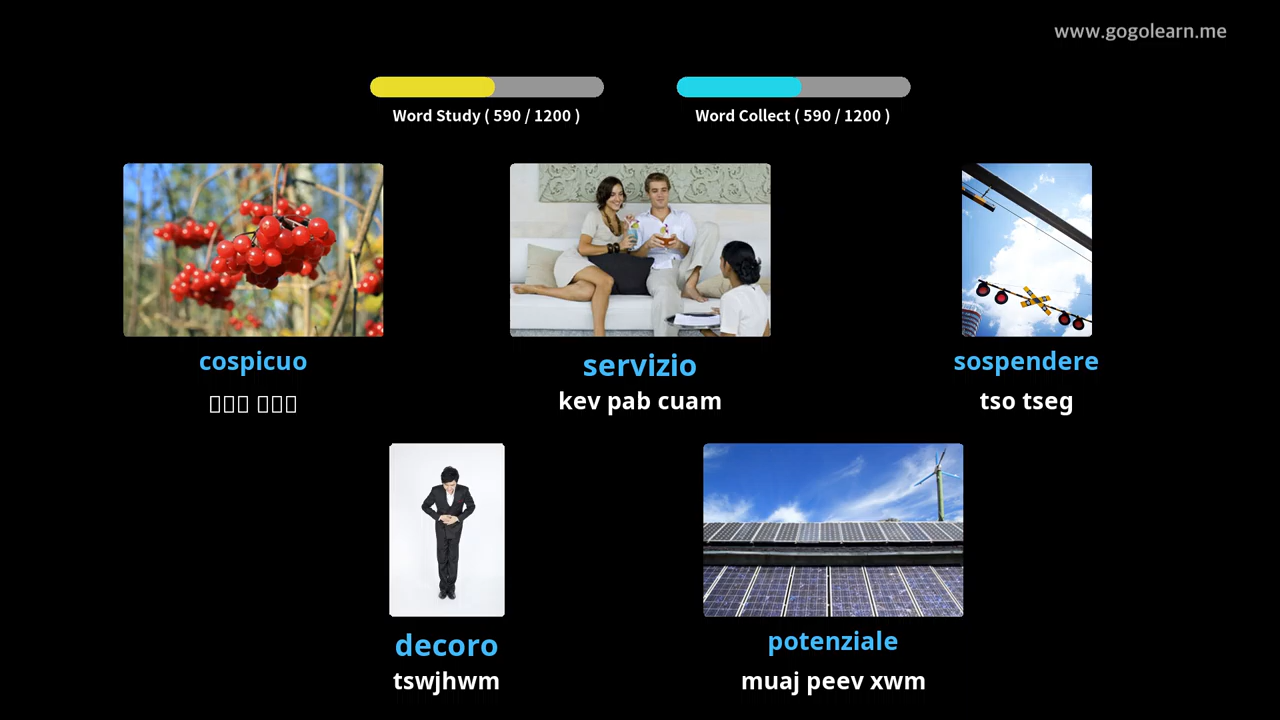 www.gogolearn.me
Word Study ( 590 / 1200 )
Word Collect ( 590 / 1200 )
cospicuo
servizio
sospendere
kev pab cuam
tso tseg
decoro
potenziale
tswjhwm
muaj peev xwm